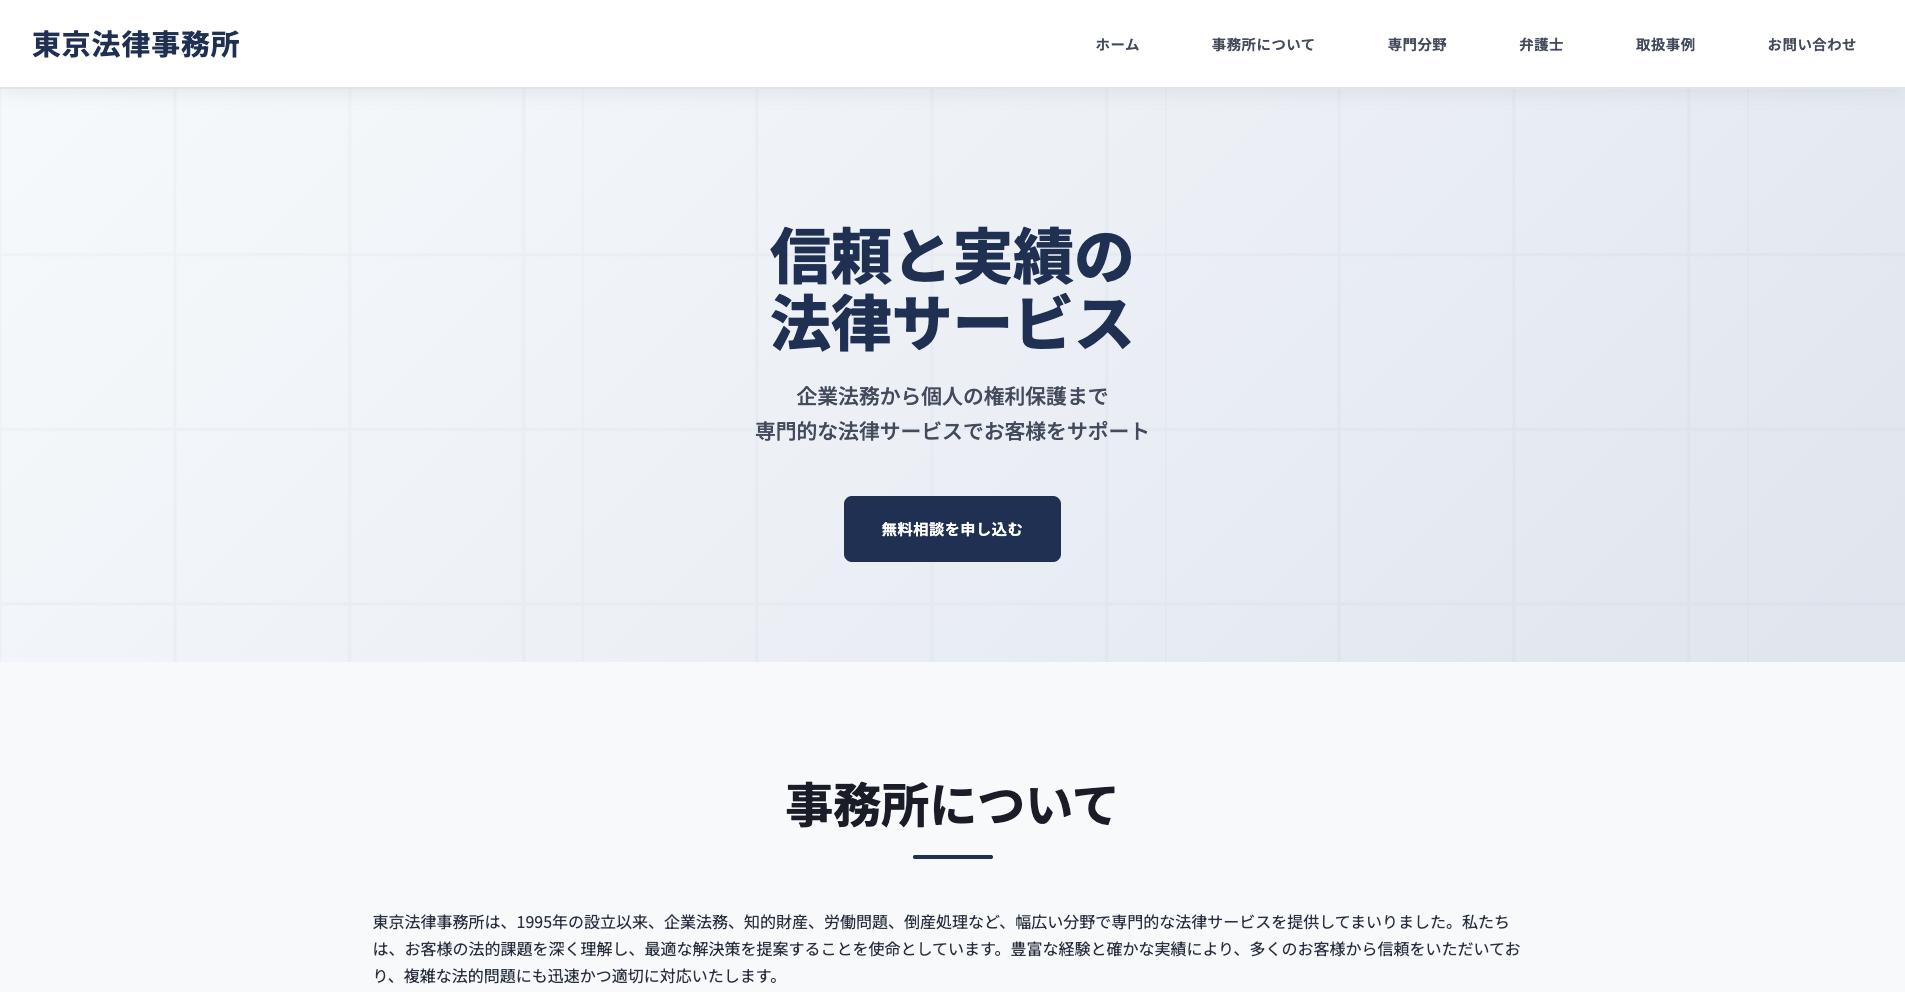 東京法律事務所
ホーム 事務所について 専門分野 弁護士 取扱事例 お問い合わせ
信頼と実績の
法律サービス
企業法務から個人の権利保護まで
専門的な法律サービスでお客様をサポート
無料相談を申し込む
事務所について
東京法律事務所は、1995年の設立以来、企業法務、知的財産、労働問題、倒産処理など、幅広い分野で専門的な法律サービスを提供してまいりました。私たち
は、お客様の法的課題を深く理解し、最適な解決策を提案することを使命としています。豊富な経験と確かな実績により、多くのお客様から信頼をいただいてお
り、複雑な法的問題にも迅速かつ適切に対応いたします。